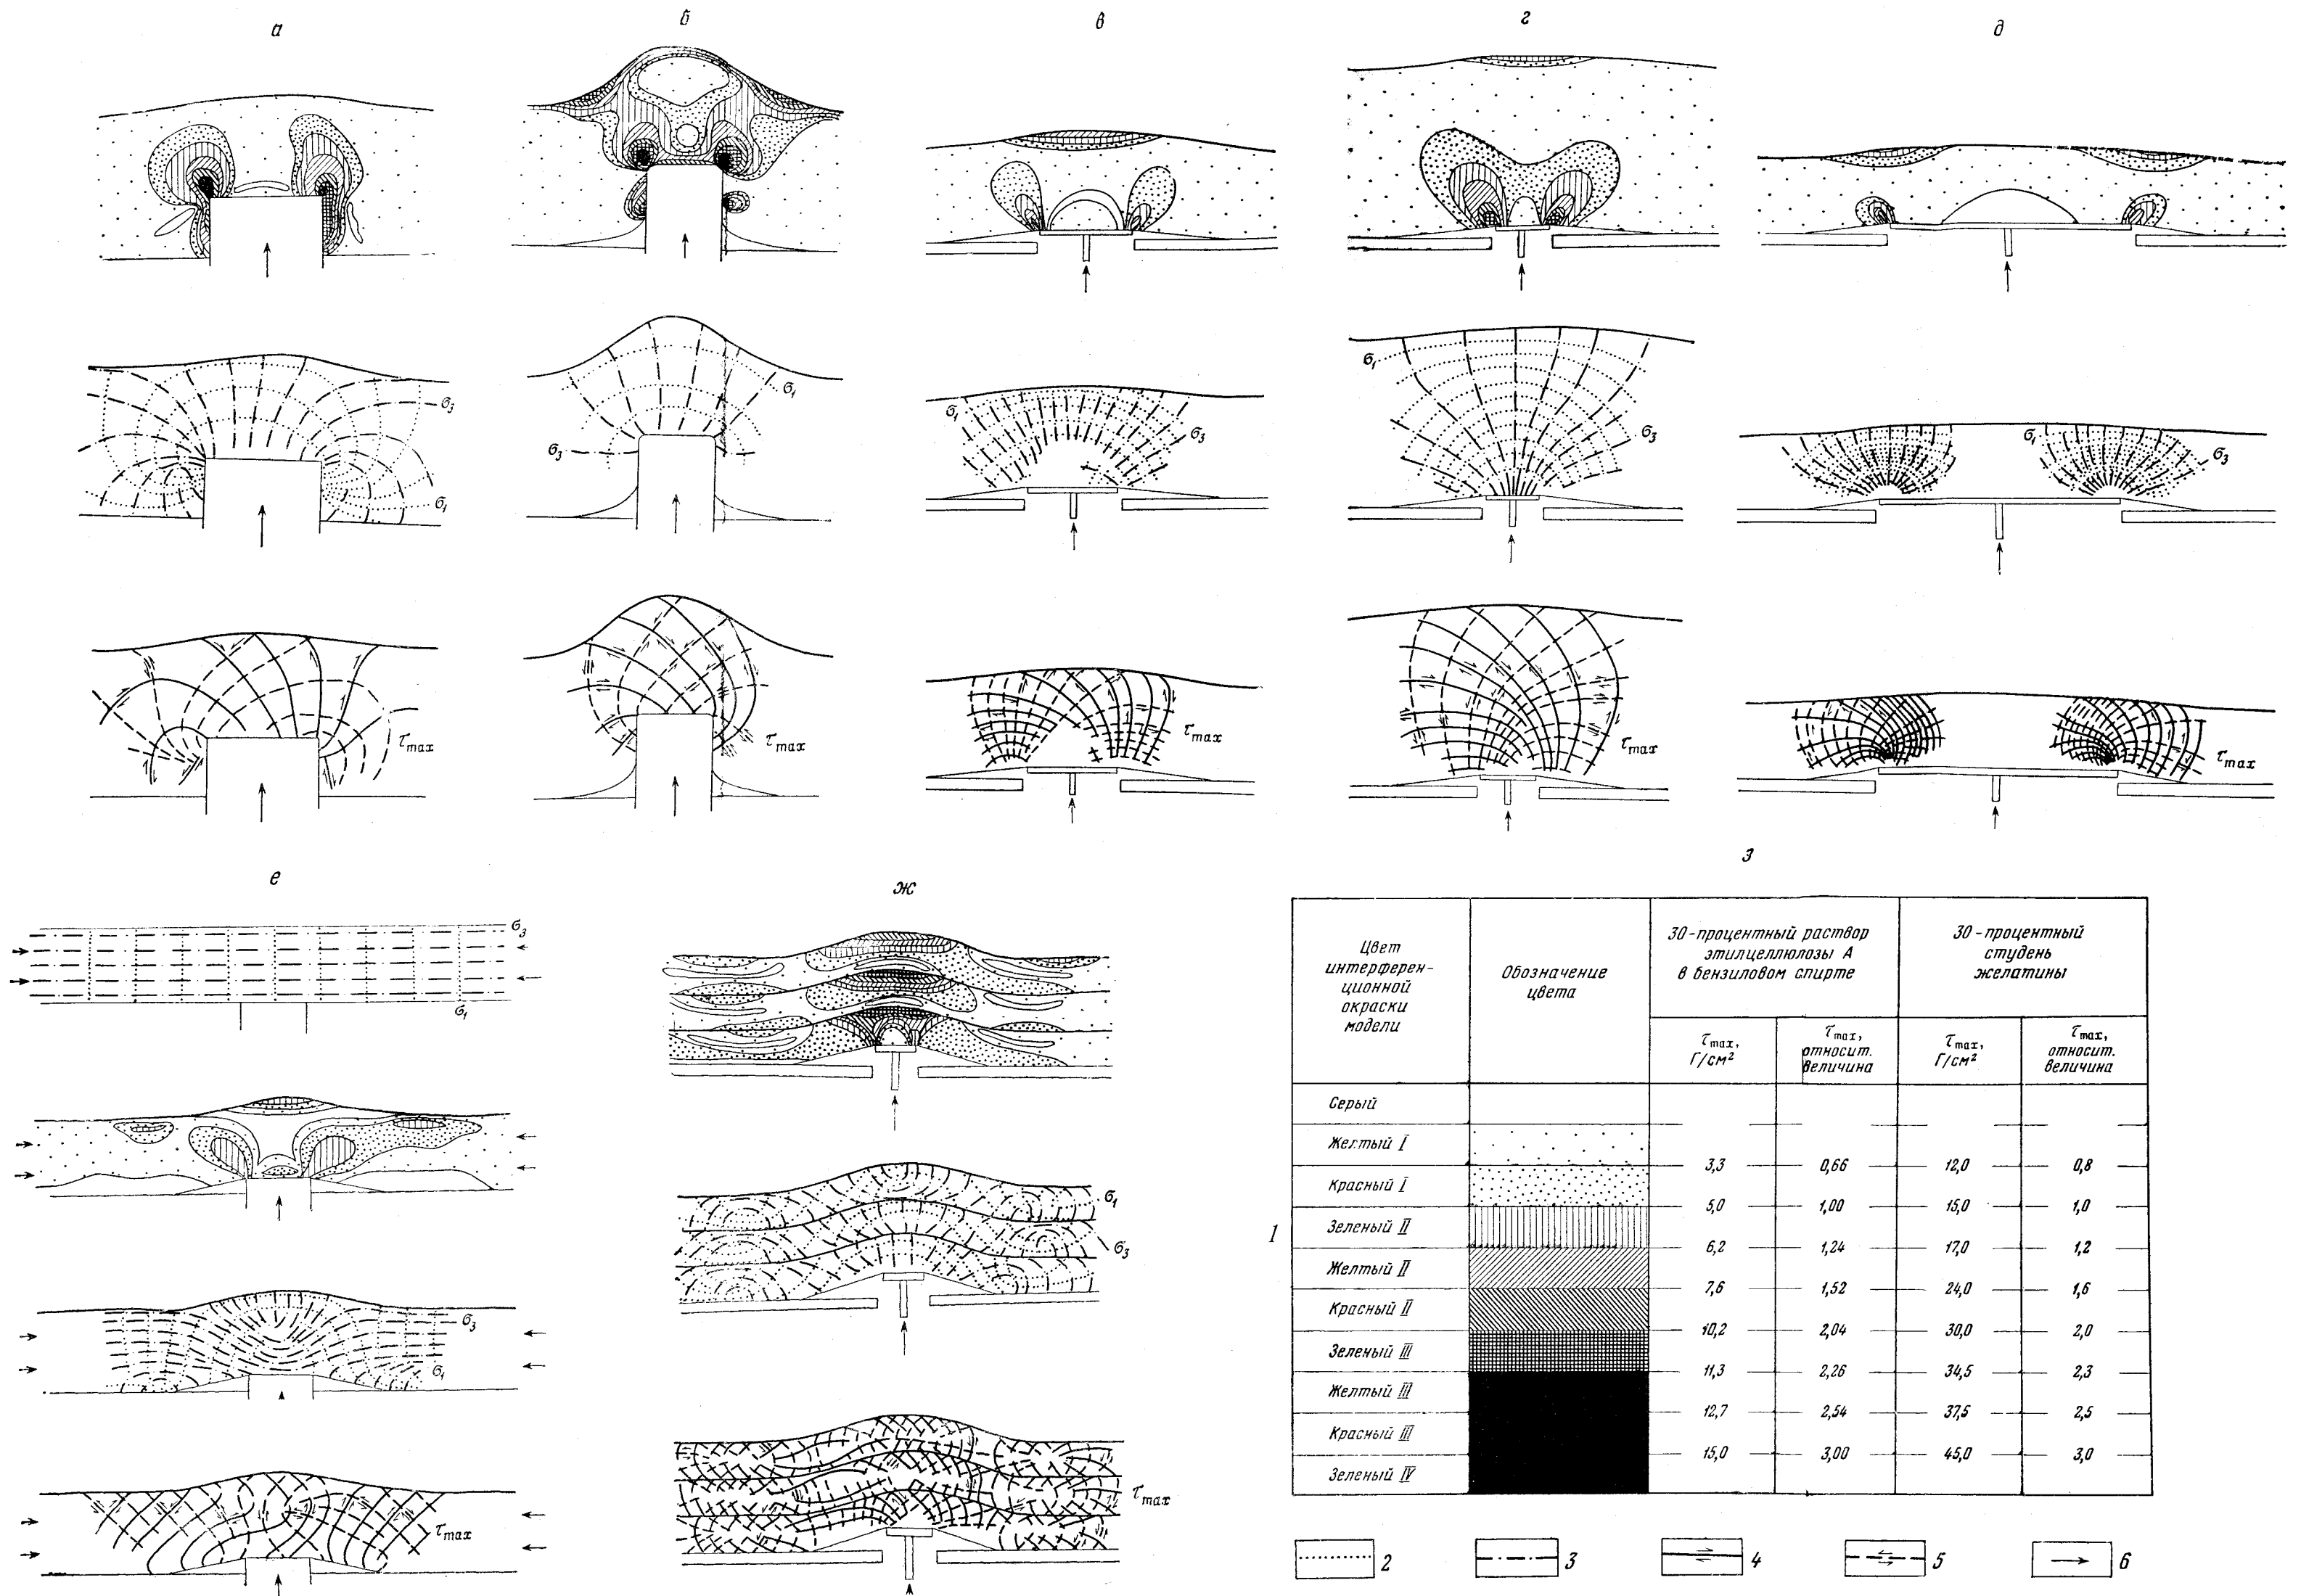 а
б
в
г
д
σ3
σ1
σ1
σ3
σ1
σ3
σ1
σ3
σ1
σ3
τmax
τmax
τmax
τmax
τmax
е
ж
з
σ3
σ1
σ3
σ1
τmax
σ1
σ3
τmax
Цвет
интерферен-
ционной
окраски
модели
Обозначение
цвета
30-процентный раствор
этилцеллюлозы А
в бензиловом спирте
30-процентный
студень
желатины
τmax,
Г/см²
τmax,
относит.
величина
τmax,
Г/см²
τmax,
относит.
величина
Серый
Желтый I
3,3 0,66 12,0 0,8
Красный I
5,0 1,00 15,0 1,0
1
Зеленый II
6,2 1,24 17,0 1,2
Желтый II
7,6 1,52 24,0 1,6
Красный II
10,2 2,04 30,0 2,0
Зеленый III
11,3 2,26 34,5 2,3
Желтый III
12,7 2,54 37,5 2,5
Красный III
15,0 3,00 45,0 3,0
Зеленый IV
2 3 4 5 6